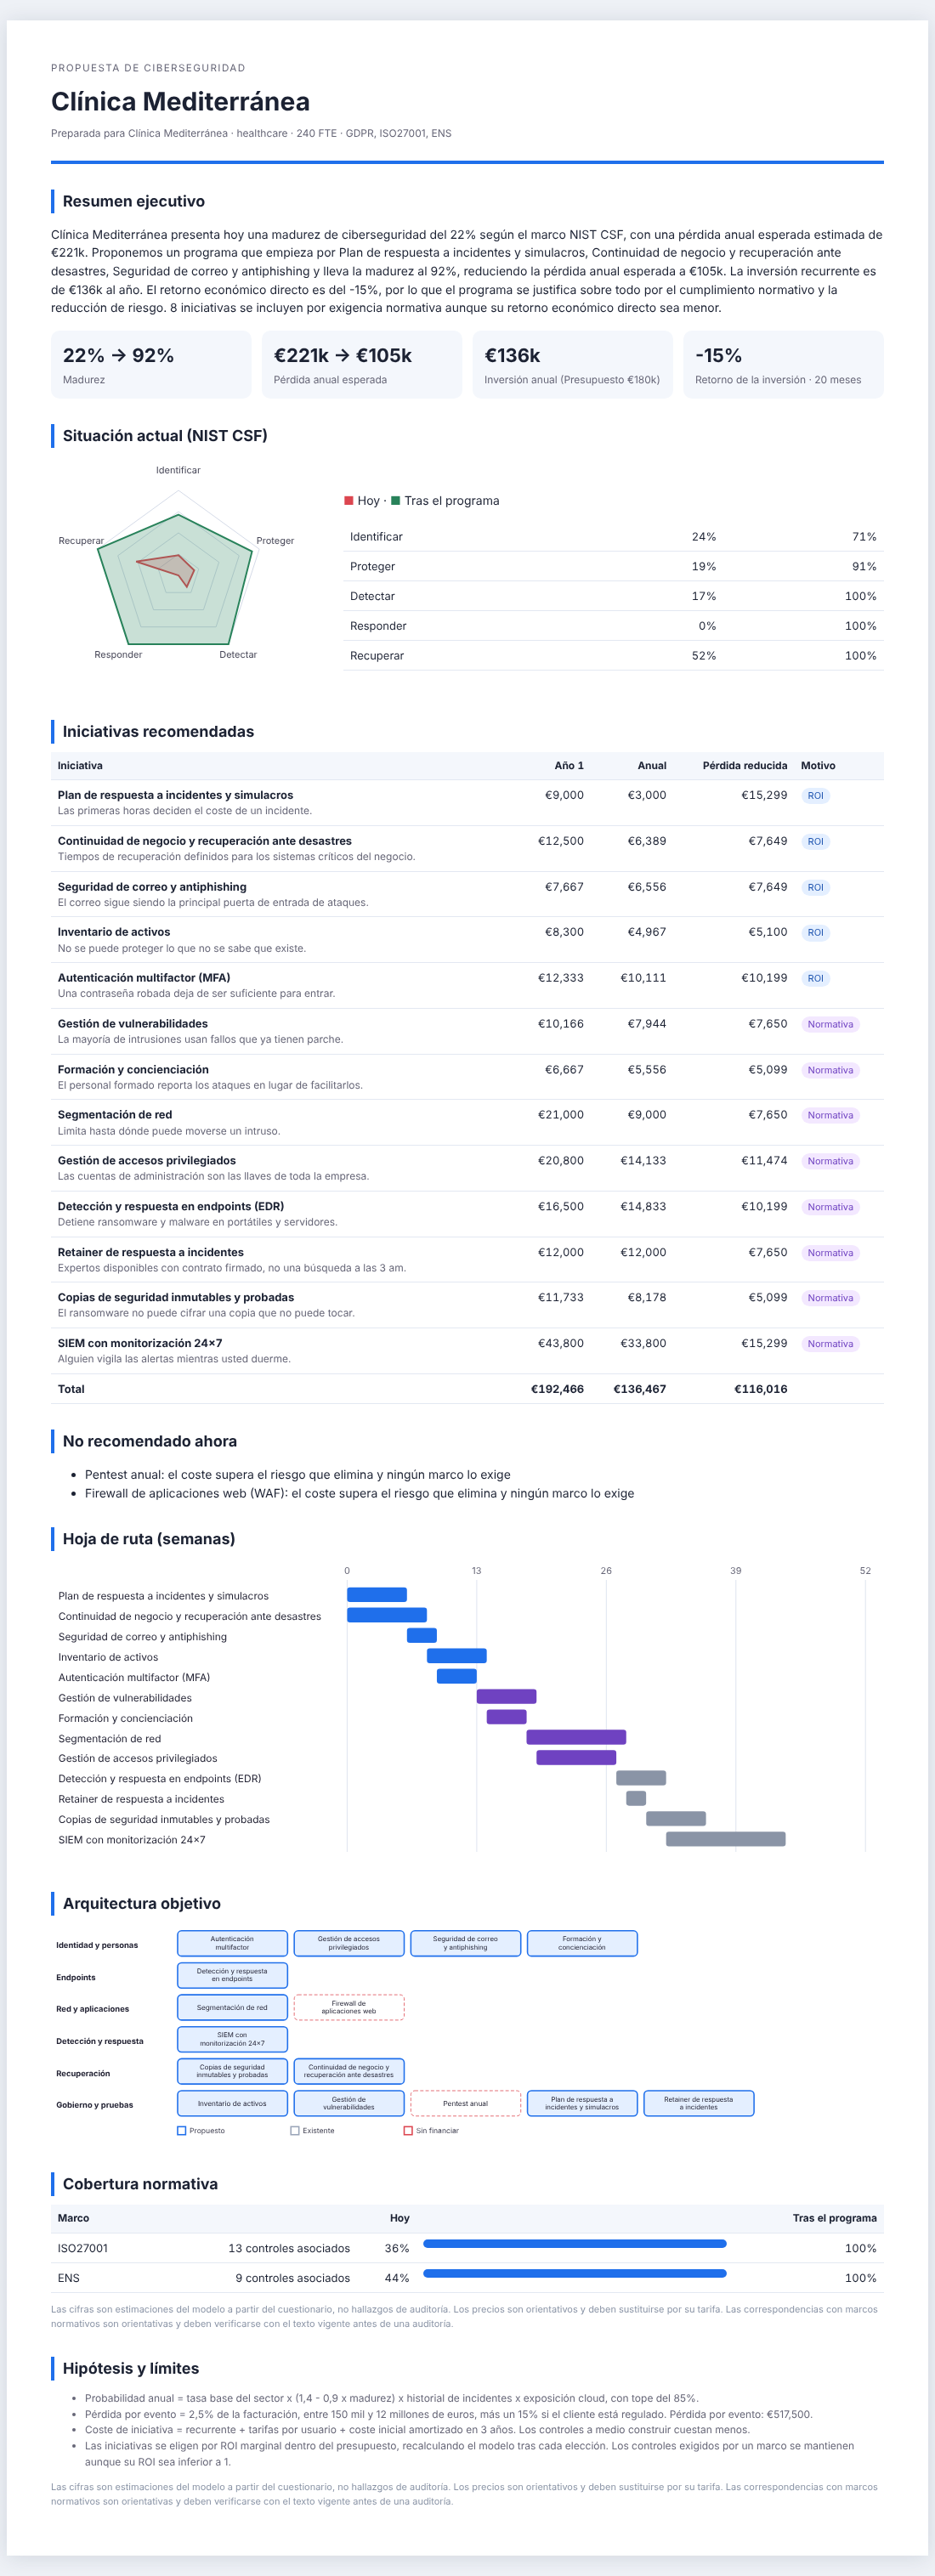 PROPUESTA DE CIBERSEGURIDAD
Clínica Mediterránea
Preparada para Clínica Mediterránea · healthcare · 240 FTE · GDPR, ISO27001, ENS
Resumen ejecutivo
Clínica Mediterránea presenta hoy una madurez de ciberseguridad del 22% según el marco NIST CSF, con una pérdida anual esperada estimada de
€221k. Proponemos un programa que empieza por Plan de respuesta a incidentes y simulacros, Continuidad de negocio y recuperación ante
desastres, Seguridad de correo y antiphishing y lleva la madurez al 92%, reduciendo la pérdida anual esperada a €105k. La inversión recurrente es
de €136k al año. El retorno económico directo es del -15%, por lo que el programa se justifica sobre todo por el cumplimiento normativo y la
reducción de riesgo. 8 iniciativas se incluyen por exigencia normativa aunque su retorno económico directo sea menor.
22% → 92%
Madurez
€221k → €105k
Pérdida anual esperada
€136k
Inversión anual (Presupuesto €180k)
-15%
Retorno de la inversión · 20 meses
Situación actual (NIST CSF)
Identificar
Proteger
Detectar
Responder
Recuperar
Hoy · Tras el programa
Identificar 24% 71%
Proteger 19% 91%
Detectar 17% 100%
Responder 0% 100%
Recuperar 52% 100%
Iniciativas recomendadas
Iniciativa Año 1 Anual Pérdida reducida Motivo
Plan de respuesta a incidentes y simulacros €9,000 €3,000 €15,299 ROI
Las primeras horas deciden el coste de un incidente.
Continuidad de negocio y recuperación ante desastres €12,500 €6,389 €7,649 ROI
Tiempos de recuperación definidos para los sistemas críticos del negocio.
Seguridad de correo y antiphishing €7,667 €6,556 €7,649 ROI
El correo sigue siendo la principal puerta de entrada de ataques.
Inventario de activos €8,300 €4,967 €5,100 ROI
No se puede proteger lo que no se sabe que existe.
Autenticación multifactor (MFA) €12,333 €10,111 €10,199 ROI
Una contraseña robada deja de ser suficiente para entrar.
Gestión de vulnerabilidades €10,166 €7,944 €7,650 Normativa
La mayoría de intrusiones usan fallos que ya tienen parche.
Formación y concienciación €6,667 €5,556 €5,099 Normativa
El personal formado reporta los ataques en lugar de facilitarlos.
Segmentación de red €21,000 €9,000 €7,650 Normativa
Limita hasta dónde puede moverse un intruso.
Gestión de accesos privilegiados €20,800 €14,133 €11,474 Normativa
Las cuentas de administración son las llaves de toda la empresa.
Detección y respuesta en endpoints (EDR) €16,500 €14,833 €10,199 Normativa
Detiene ransomware y malware en portátiles y servidores.
Retainer de respuesta a incidentes €12,000 €12,000 €7,650 Normativa
Expertos disponibles con contrato firmado, no una búsqueda a las 3 am.
Copias de seguridad inmutables y probadas €11,733 €8,178 €5,099 Normativa
El ransomware no puede cifrar una copia que no puede tocar.
SIEM con monitorización 24×7 €43,800 €33,800 €15,299 Normativa
Alguien vigila las alertas mientras usted duerme.
Total €192,466 €136,467 €116,016
No recomendado ahora
• Pentest anual: el coste supera el riesgo que elimina y ningún marco lo exige
• Firewall de aplicaciones web (WAF): el coste supera el riesgo que elimina y ningún marco lo exige
Hoja de ruta (semanas)
0 13 26 39 52
Plan de respuesta a incidentes y simulacros
Continuidad de negocio y recuperación ante desastres
Seguridad de correo y antiphishing
Inventario de activos
Autenticación multifactor (MFA)
Gestión de vulnerabilidades
Formación y concienciación
Segmentación de red
Gestión de accesos privilegiados
Detección y respuesta en endpoints (EDR)
Retainer de respuesta a incidentes
Copias de seguridad inmutables y probadas
SIEM con monitorización 24×7
Arquitectura objetivo
Identidad y personas
Autenticación
multifactor
Gestión de accesos
privilegiados
Seguridad de correo
y antiphishing
Formación y
concienciación
Endpoints
Detección y respuesta
en endpoints
Red y aplicaciones
Segmentación de red
Firewall de
aplicaciones web
Detección y respuesta
SIEM con
monitorización 24×7
Recuperación
Copias de seguridad
inmutables y probadas
Continuidad de negocio y
recuperación ante desastres
Gobierno y pruebas
Inventario de activos
Gestión de
vulnerabilidades
Pentest anual
Plan de respuesta a
incidentes y simulacros
Retainer de respuesta
a incidentes
Propuesto
Existente
Sin financiar
Cobertura normativa
Marco Hoy Tras el programa
ISO27001 13 controles asociados 36% 100%
ENS 9 controles asociados 44% 100%
Las cifras son estimaciones del modelo a partir del cuestionario, no hallazgos de auditoría. Los precios son orientativos y deben sustituirse por su tarifa. Las correspondencias con marcos
normativos son orientativas y deben verificarse con el texto vigente antes de una auditoría.
Hipótesis y límites
• Probabilidad anual = tasa base del sector x (1,4 - 0,9 x madurez) x historial de incidentes x exposición cloud, con tope del 85%.
• Pérdida por evento = 2,5% de la facturación, entre 150 mil y 12 millones de euros, más un 15% si el cliente está regulado. Pérdida por evento: €517,500.
• Coste de iniciativa = recurrente + tarifas por usuario + coste inicial amortizado en 3 años. Los controles a medio construir cuestan menos.
• Las iniciativas se eligen por ROI marginal dentro del presupuesto, recalculando el modelo tras cada elección. Los controles exigidos por un marco se mantienen
aunque su ROI sea inferior a 1.
Las cifras son estimaciones del modelo a partir del cuestionario, no hallazgos de auditoría. Los precios son orientativos y deben sustituirse por su tarifa. Las correspondencias con marcos
normativos son orientativas y deben verificarse con el texto vigente antes de una auditoría.